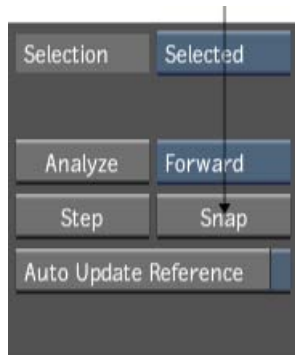 Selection Selected
Analyze Forward
Step Snap
Auto Update Reference